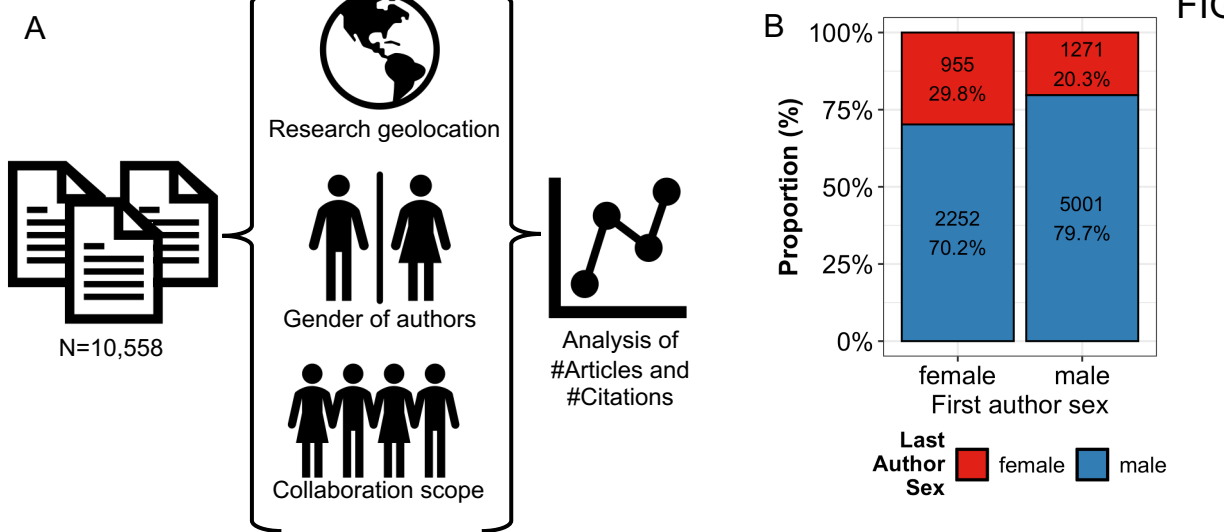 A
Research geolocation
Gender of authors
Collaboration scope
N=10,558
Analysis of
#Articles and
#Citations
B
FIG
Proportion (%)
100%
75%
50%
25%
0%
955
29.8%
2252
70.2%
1271
20.3%
5001
79.7%
female
male
First author sex
Last
Author
Sex
female
male